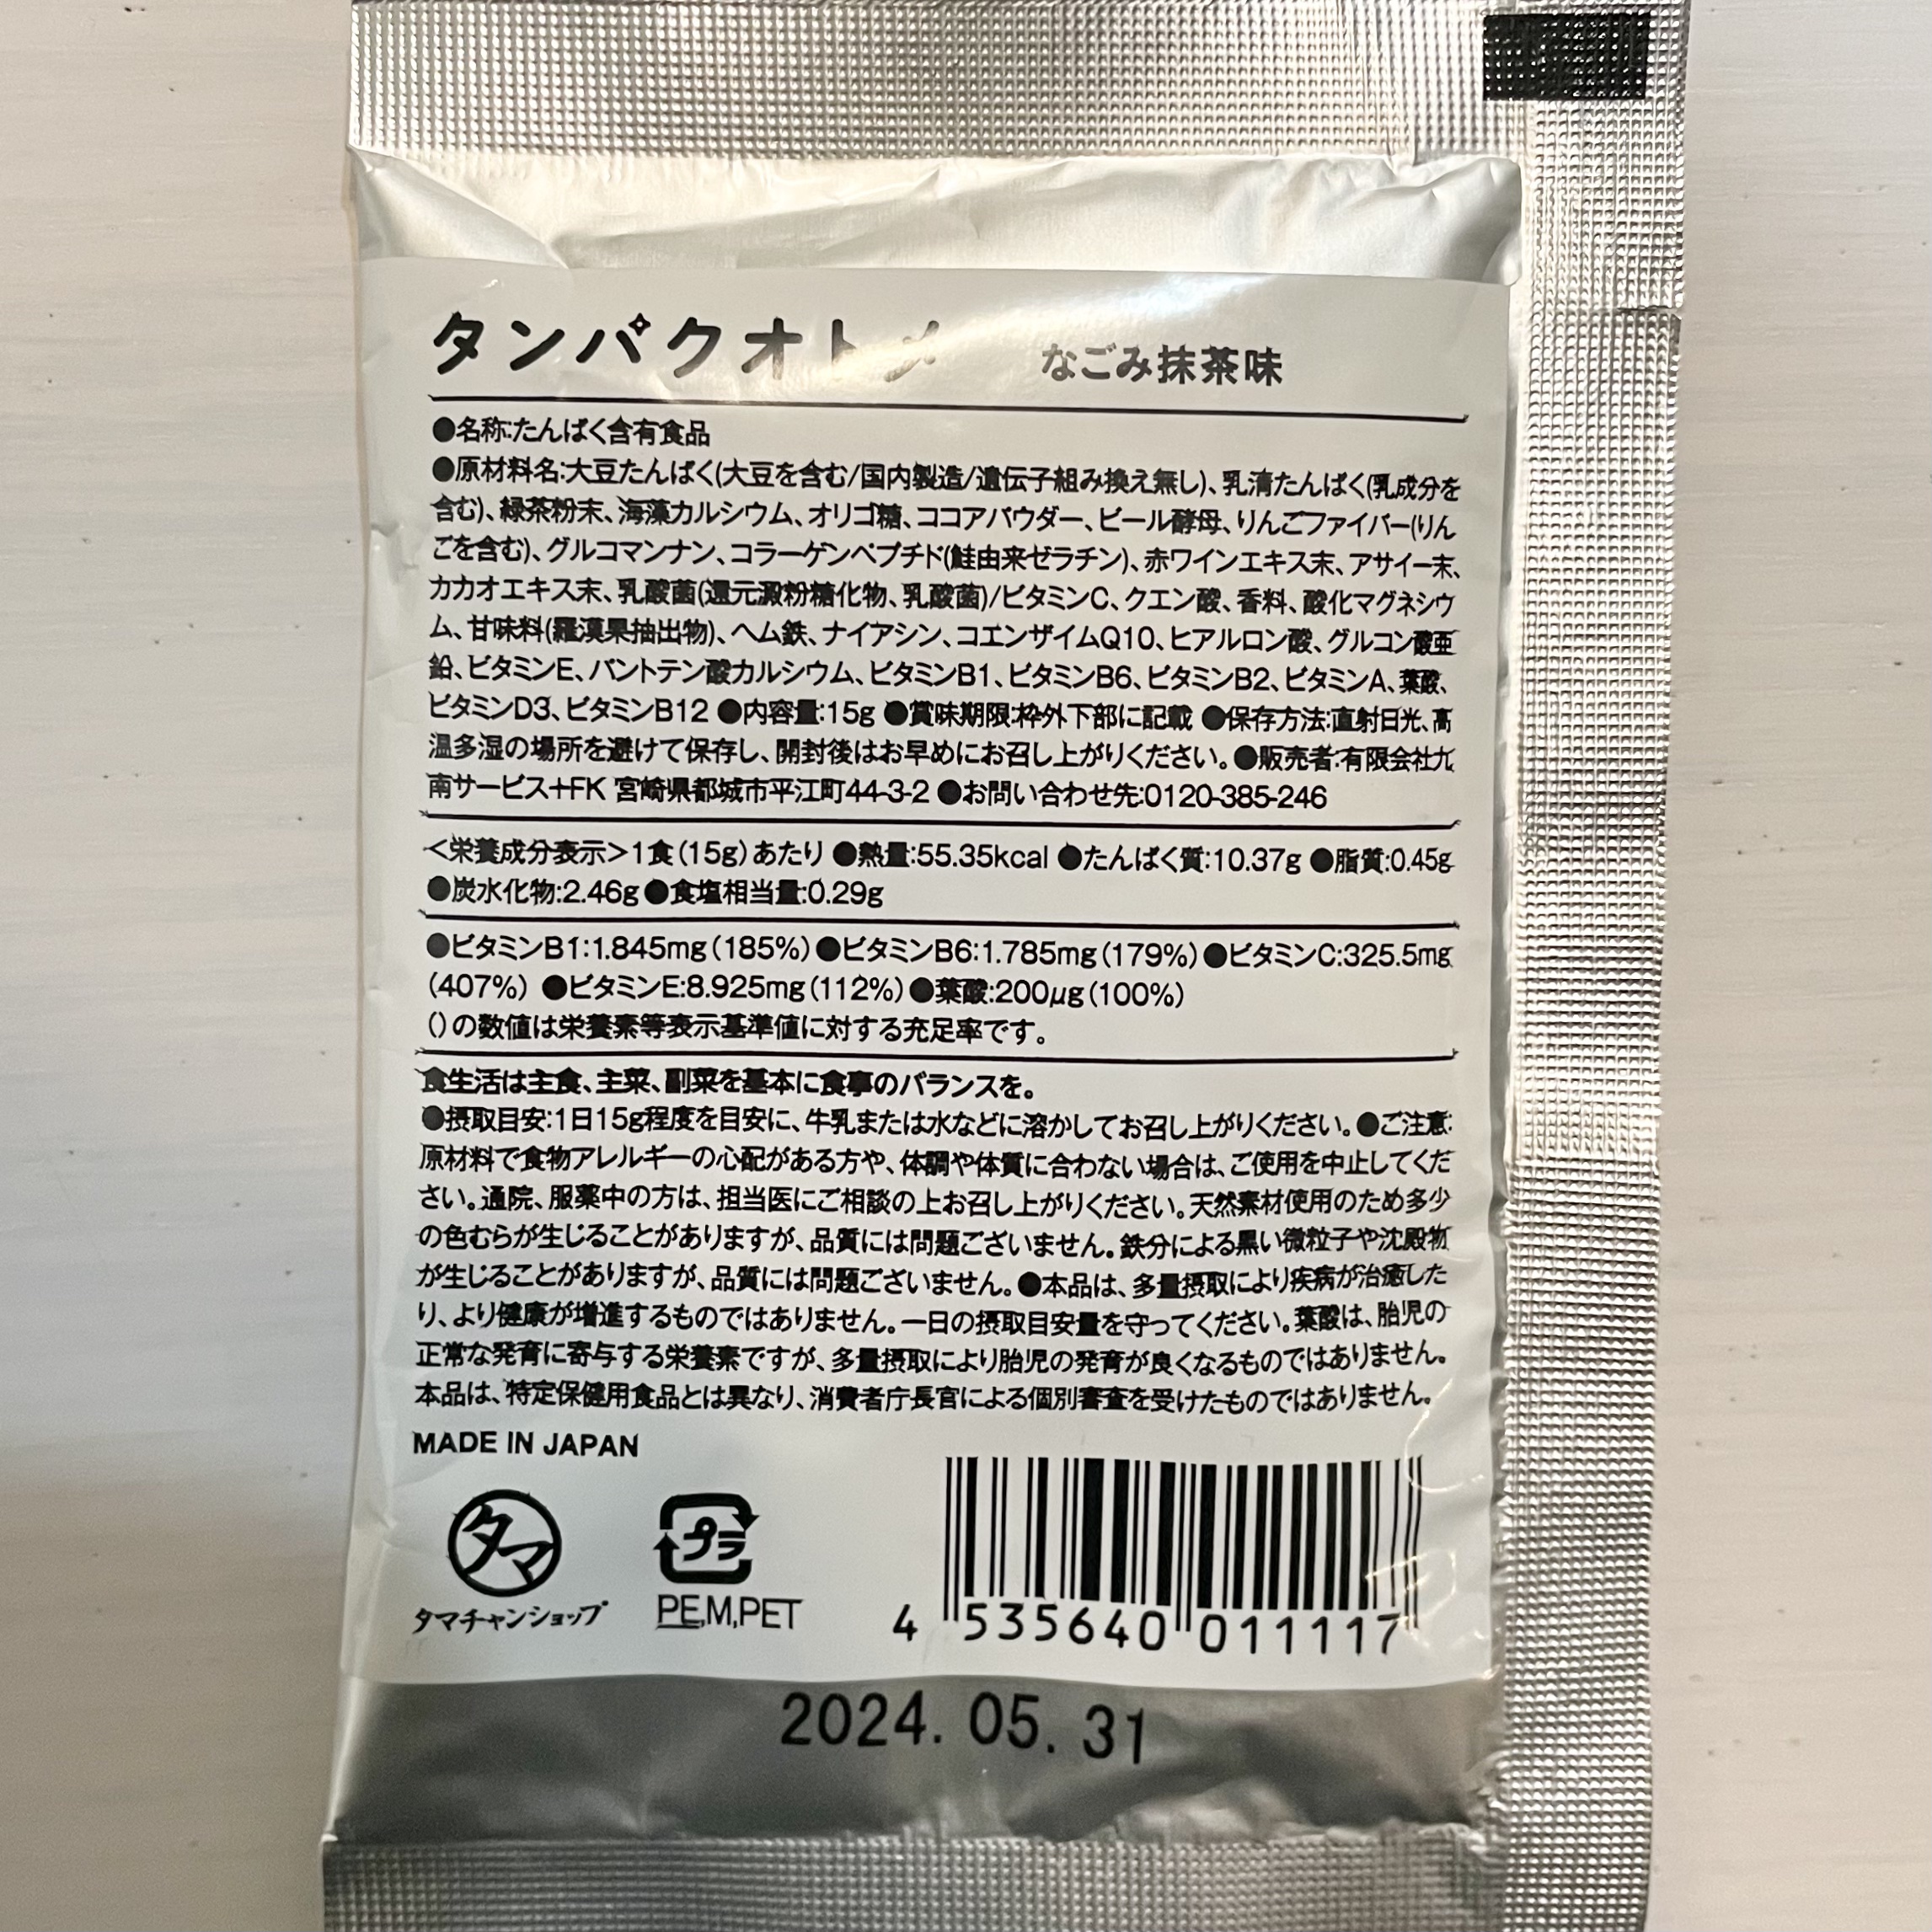 タンパクオトメ なごみ抹茶味
●名称:たんぱく含有食品
●原材料名:大豆たんぱく(大豆を含む/国内製造/遺伝子組み換え無し)、乳清たんぱく(乳成分を
含む)、緑茶粉末、海藻カルシウム、オリゴ糖、ココアパウダー、ビール酵母、りんごファイバー(りん
ごを含む)、グルコマンナン、コラーゲンペプチド(鮭由来ゼラチン)、赤ワインエキス末、アサイー末、
カカオエキス末、乳酸菌(還元澱粉糖化物、乳酸菌)/ビタミンC、クエン酸、香料、酸化マグネシウ
ム、甘味料(羅漢果抽出物)、ヘム鉄、ナイアシン、コエンザイムQ10、ヒアルロン酸、グルコン酸亜
鉛、ビタミンE、パントテン酸カルシウム、ビタミンB1、ビタミンB6、ビタミンB2、ビタミンA、葉酸、
ビタミンD3、ビタミンB12 ●内容量:15g ●賞味期限:枠外下部に記載 ●保存方法:直射日光、高
温多湿の場所を避けて保存し、開封後はお早めにお召し上がりください。●販売者:有限会社九
南サービス+FK 宮崎県都城市平江町44-3-2 ●お問い合わせ先:0120-385-246
<栄養成分表示>1食(15g)あたり ●熱量:55.35kcal ●たんぱく質:10.37g ●脂質:0.45g
●炭水化物:2.46g ●食塩相当量:0.29g
●ビタミンB1:1.845mg(185%) ●ビタミンB6:1.785mg(179%) ●ビタミンC:325.5mg
(407%) ●ビタミンE:8.925mg(112%) ●葉酸:200μg(100%)
()の数値は栄養素等表示基準値に対する充足率です。
食生活は主食、主菜、副菜を基本に食事のバランスを。
●摂取目安:1日15g程度を目安に、牛乳または水などに溶かしてお召し上がりください。●ご注意:
原材料で食物アレルギーの心配がある方や、体調や体質に合わない場合は、ご使用を中止してくだ
さい。通院、服薬中の方は、担当医にご相談の上お召し上がりください。天然素材使用のため多少
の色むらが生じることがありますが、品質には問題ございません。鉄分による黒い微粒子や沈殿物
が生じることがありますが、品質には問題ございません。●本品は、多量摂取により疾病が治癒した
り、より健康が増進するものではありません。一日の摂取目安量を守ってください。葉酸は、胎児の
正常な発育に寄与する栄養素ですが、多量摂取により胎児の発育が良くなるものではありません。
本品は、特定保健用食品とは異なり、消費者庁長官による個別審査を受けたものではありません。
MADE IN JAPAN
タマ
タマチャンショップ
プラ
PE,M,PET
4 535640 011117
2024. 05. 31